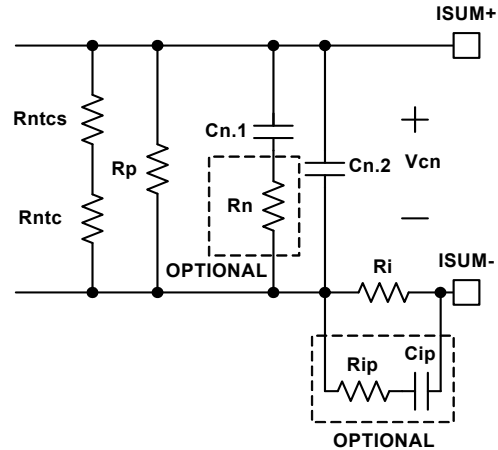 ISUM+
Rntcs
Cn.1
+
Rp
Cn.2
Vcn
Rntc
Rn
−
OPTIONAL
Ri
ISUM-
Rip
Cip
OPTIONAL